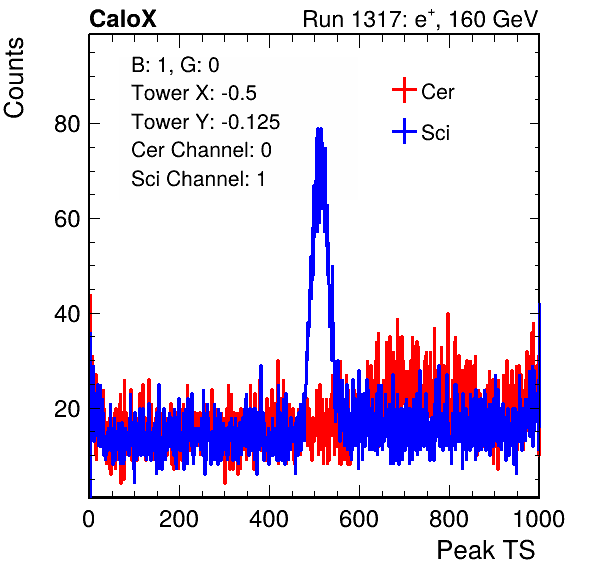 CaloX Run 1317: e+, 160 GeV
Counts
B: 1, G: 0
Tower X: -0.5
Tower Y: -0.125
Cer Channel: 0
Sci Channel: 1
Cer
Sci
80
60
40
20
0 200 400 600 800 1000
Peak TS